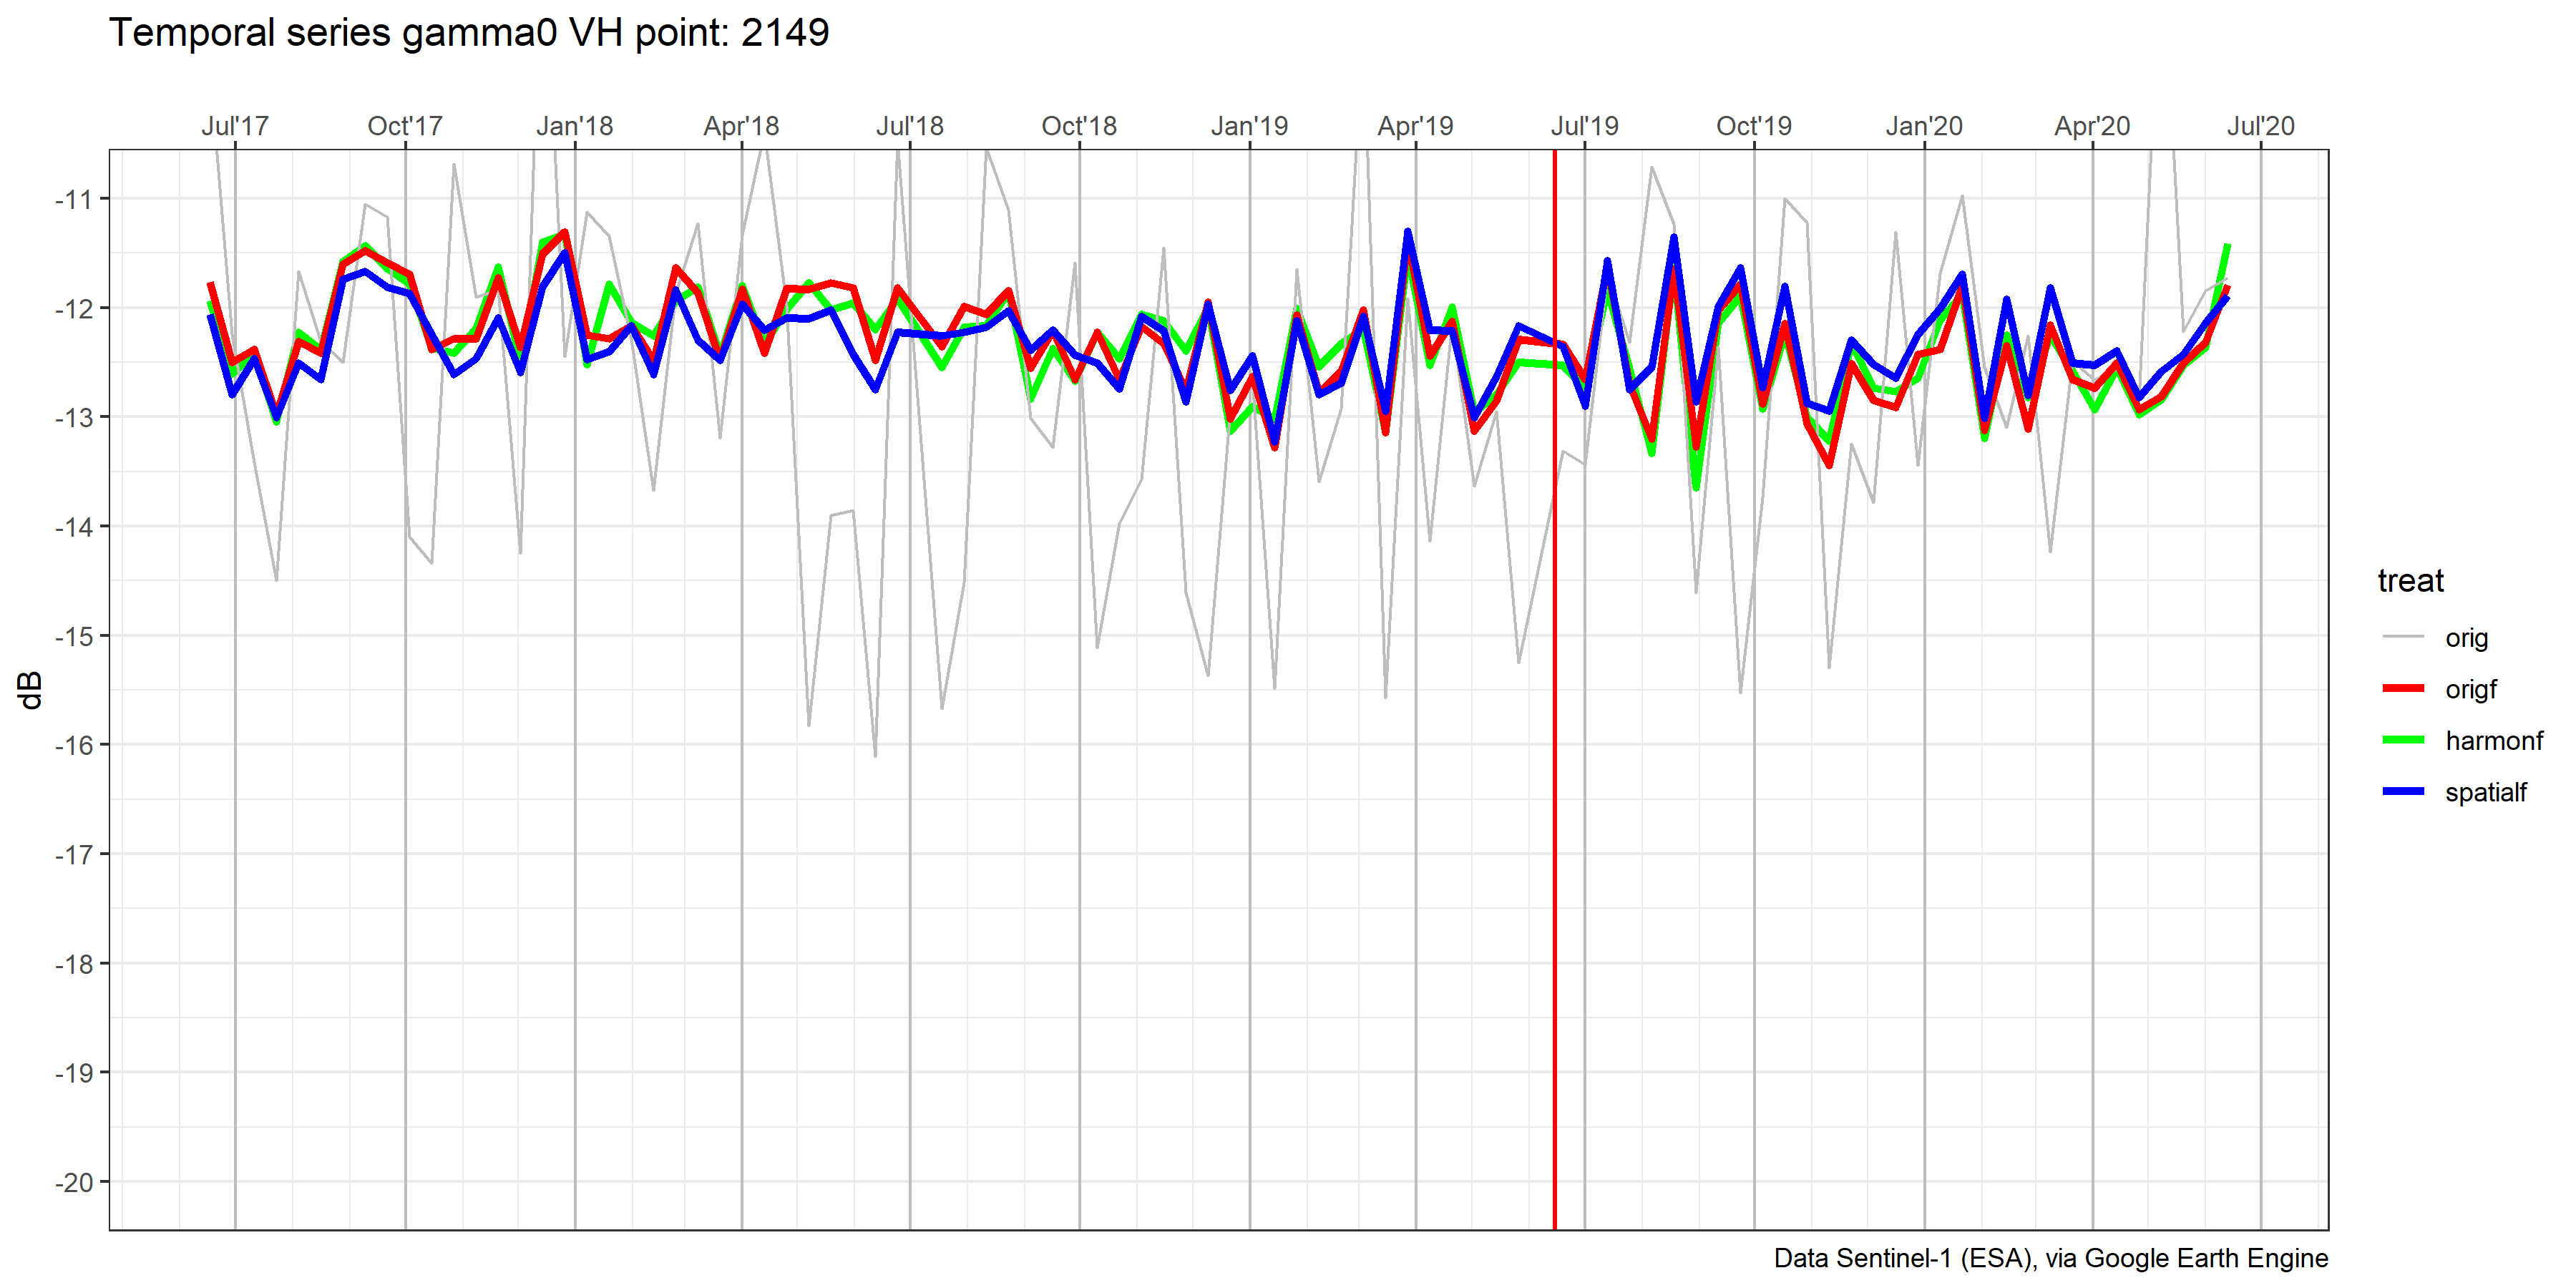 Temporal series gamma0 VH point: 2149
Jul'17 Oct'17 Jan'18 Apr'18 Jul'18 Oct'18 Jan'19 Apr'19 Jul'19 Oct'19 Jan'20 Apr'20 Jul'20
-11
-12
-13
-14
-15
-16
-17
-18
-19
-20
dB
treat
orig
origf
harmonf
spatialf
Data Sentinel-1 (ESA), via Google Earth Engine